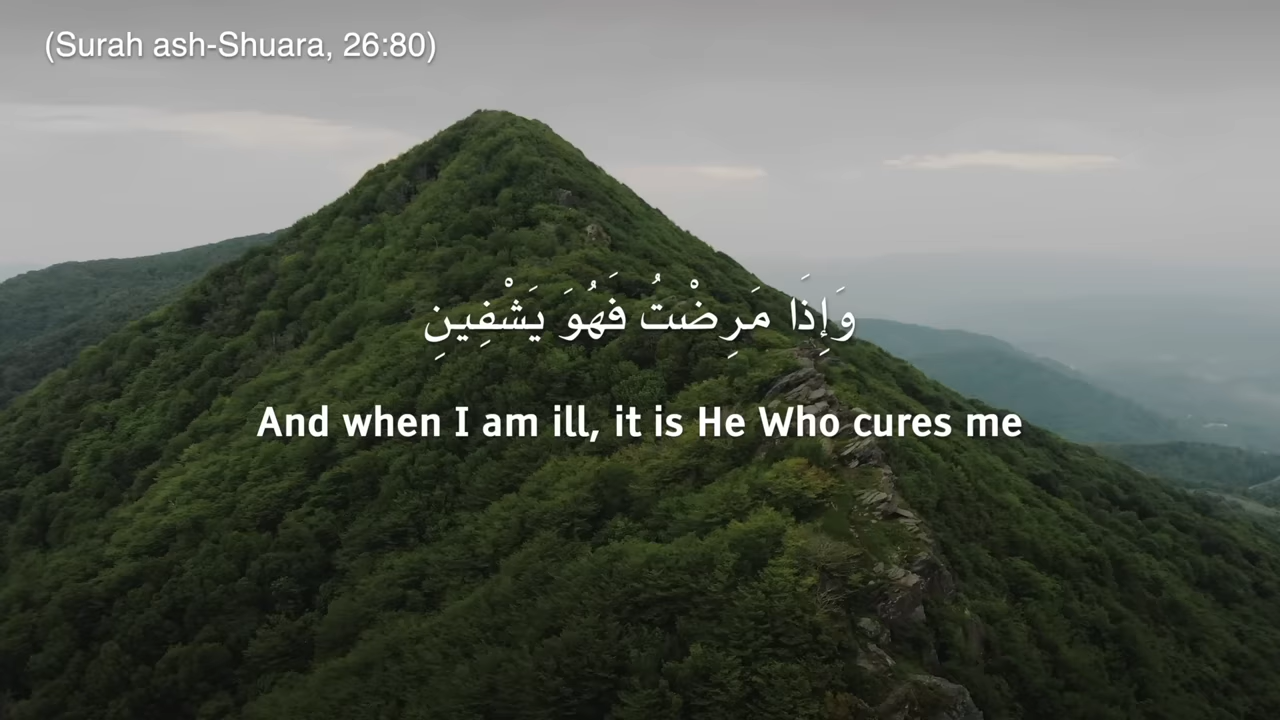 (Surah ash-Shuara, 26:80)
وَإِذَا مَرِضْتُ فَهُوَ يَشْفِينِ
And when I am ill, it is He Who cures me